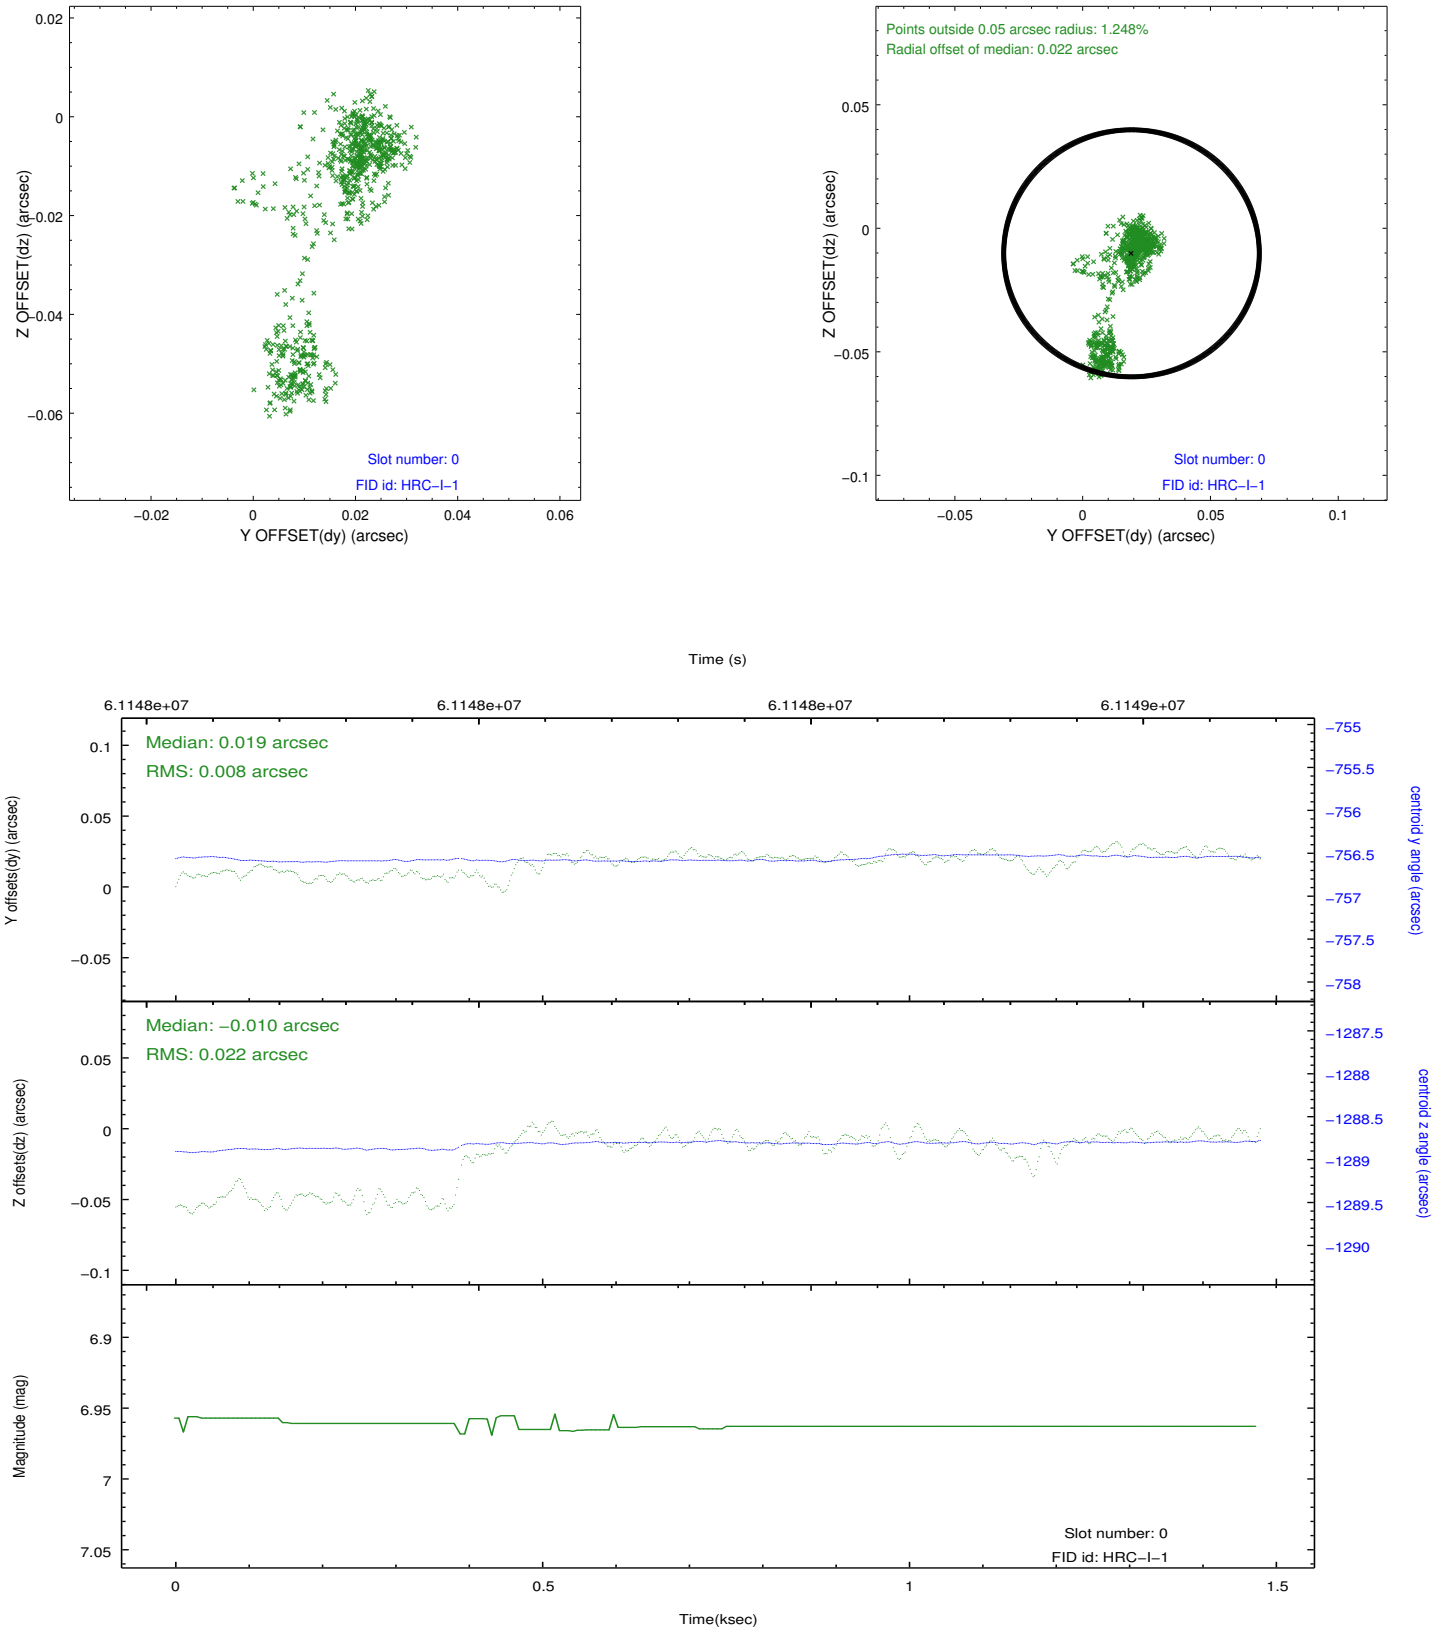 0.02
0
−0.02
−0.04
−0.06
Z OFFSET(dz) (arcsec)
Slot number: 0
FID id: HRC−I−1
−0.02
0
0.02
0.04
0.06
Y OFFSET(dy) (arcsec)
Points outside 0.05 arcsec radius: 1.248%
Radial offset of median: 0.022 arcsec
0.05
0
−0.05
−0.1
Z OFFSET(dz) (arcsec)
Slot number: 0
FID id: HRC−I−1
−0.05
0
0.05
0.1
Y OFFSET(dy) (arcsec)
Time (s)
6.1148e+07
6.1148e+07
6.1148e+07
6.1149e+07
Median: 0.019 arcsec
RMS: 0.008 arcsec
0.1
0.05
0
−0.05
Y offsets(dy) (arcsec)
−755
−755.5
−756
−756.5
−757
−757.5
−758
centroid y angle (arcsec)
Median: −0.010 arcsec
RMS: 0.022 arcsec
0.05
0
−0.05
−0.1
Z offsets(dz) (arcsec)
−1287.5
−1288
−1288.5
−1289
−1289.5
−1290
centroid z angle (arcsec)
6.9
6.95
7
7.05
Magnitude (mag)
Slot number: 0
FID id: HRC−I−1
0
0.5
1
1.5
Time(ksec)